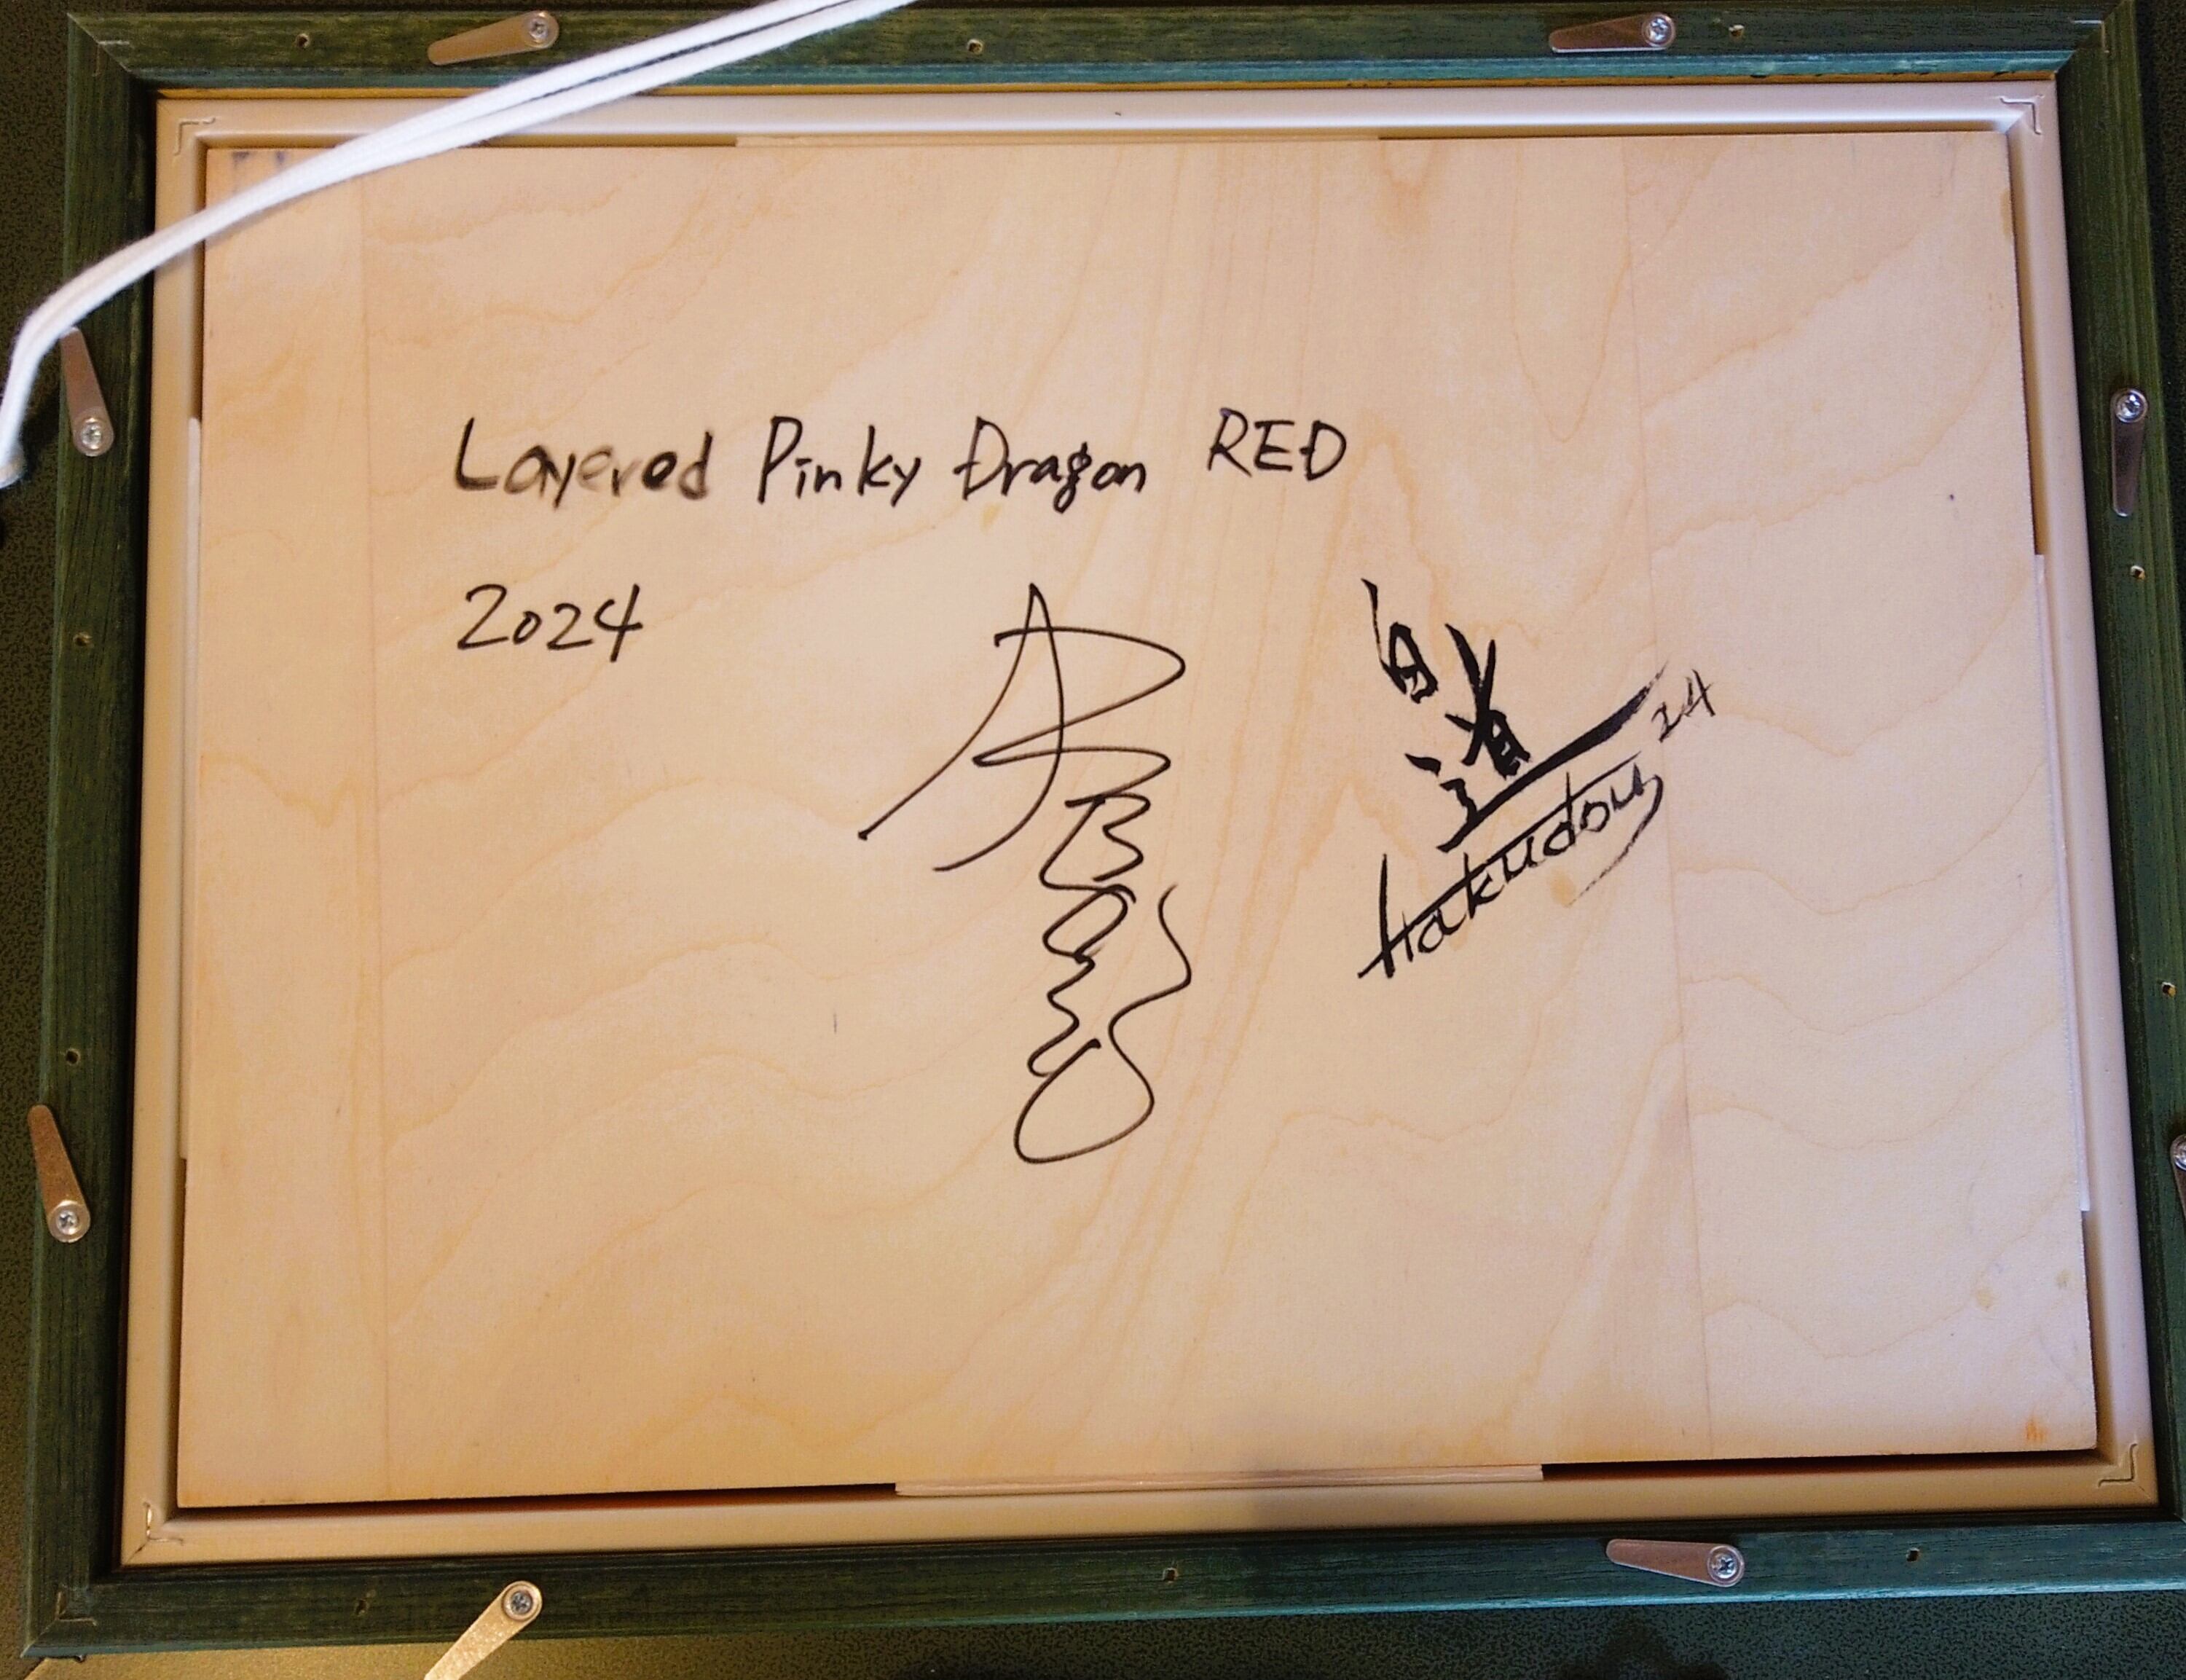 Layered Pinky Dragon RED
2024
白道
Hakudou 24